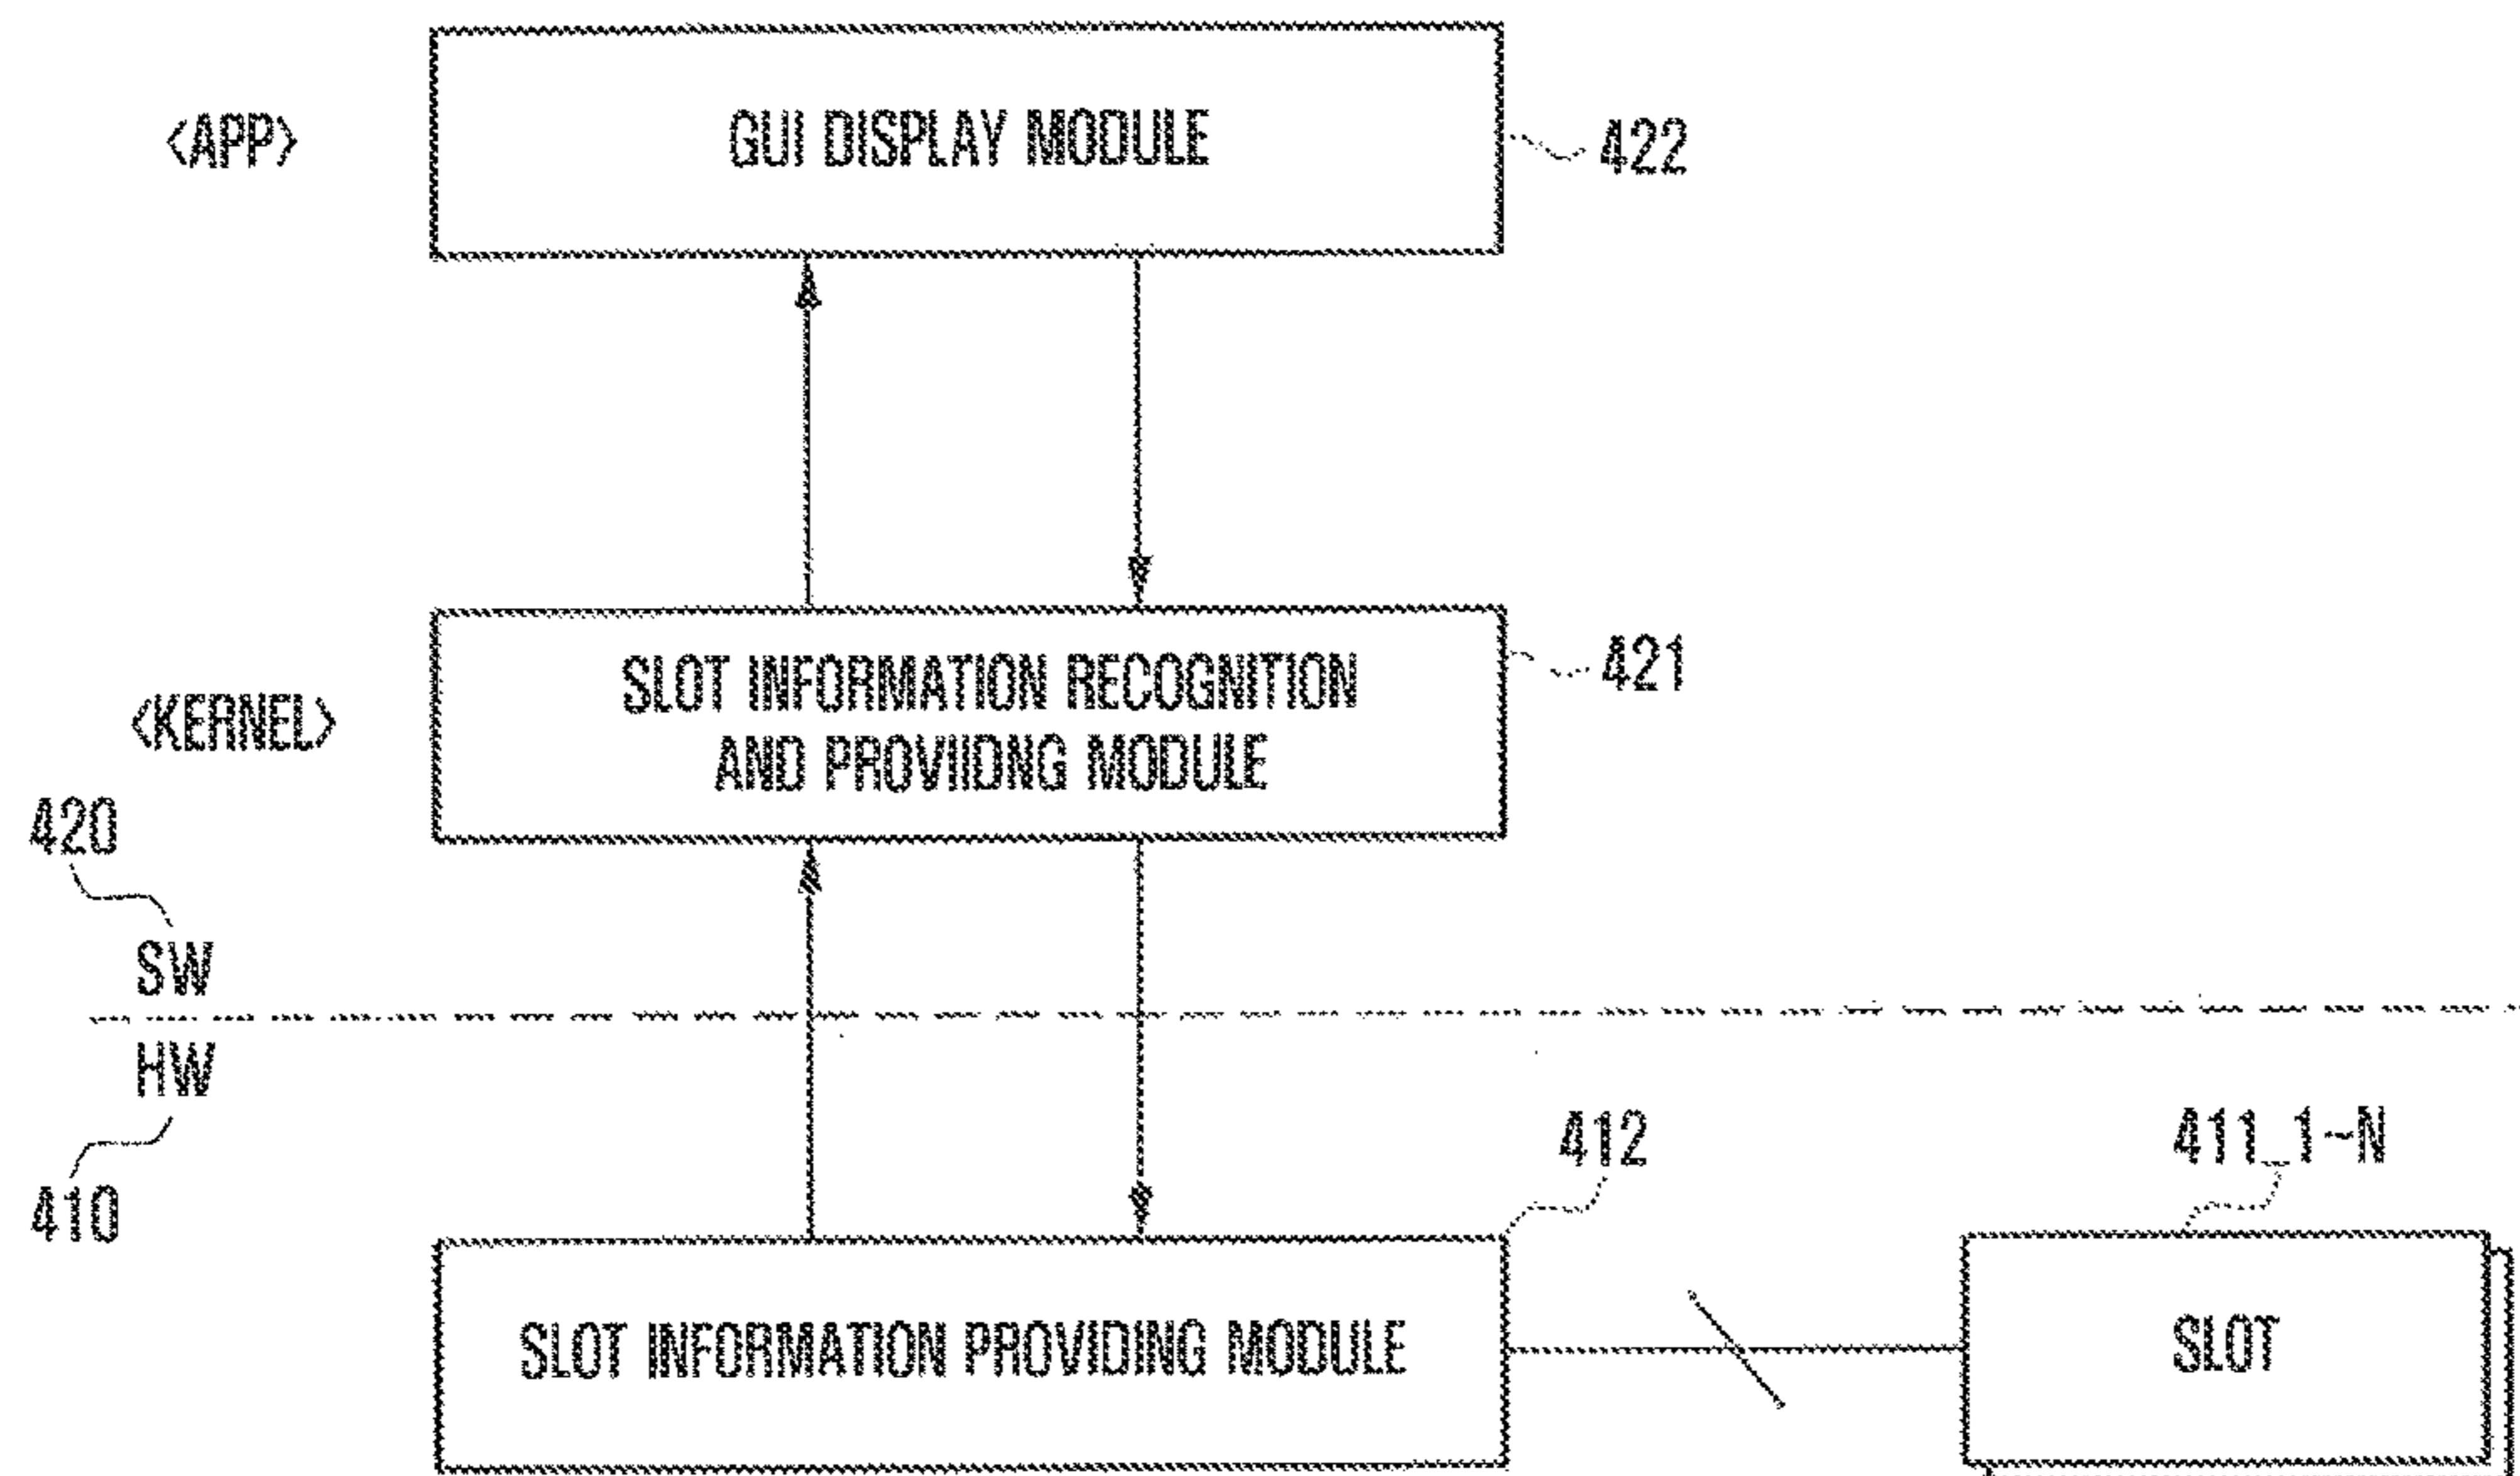 <APP>
GUI DISPLAY MODULE
422
<KERNEL>
SLOT INFORMATION RECOGNITION
AND PROVIIDNG MODULE
421
420
SW
HW
410
412
411_1~N
SLOT INFORMATION PROVIDING MODULE
SLOT